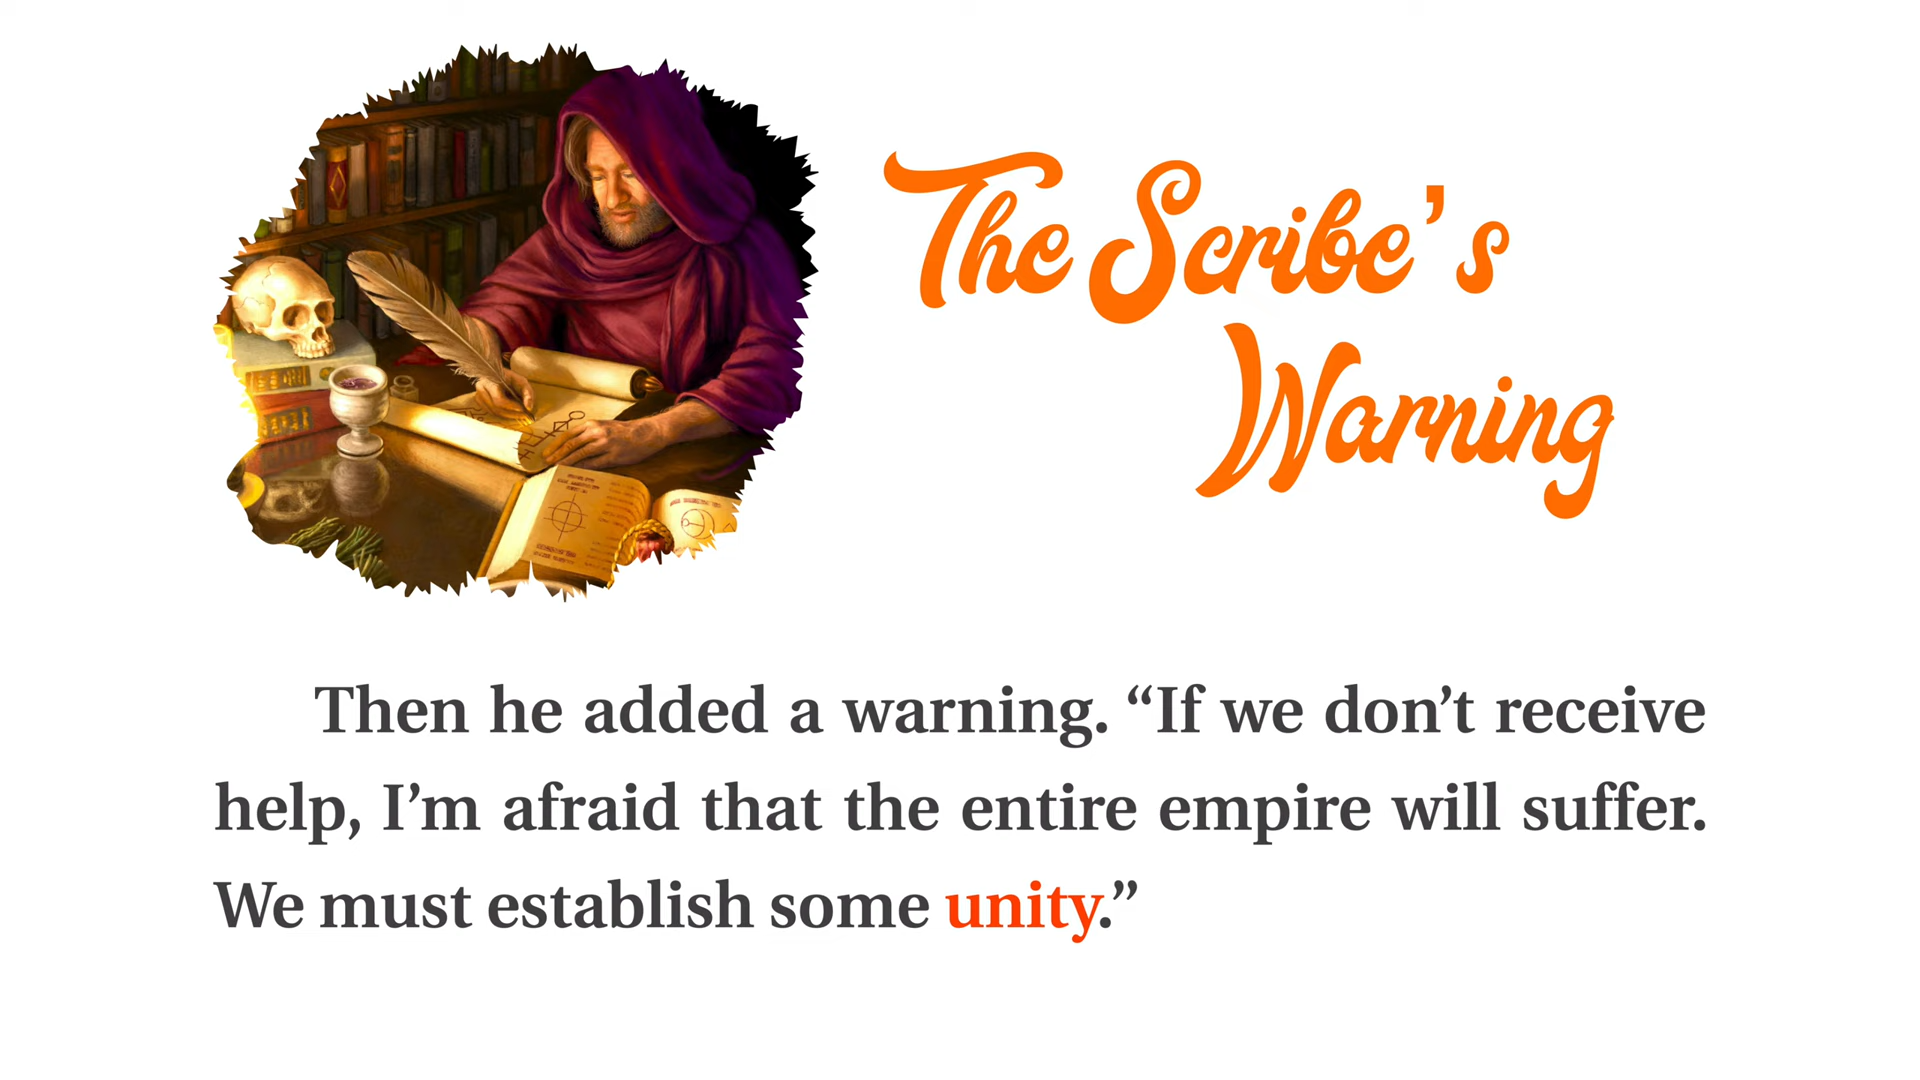 The Scribe's
Warning
Then he added a warning. “If we don’t receive
help, I’m afraid that the entire empire will suffer.
We must establish some unity.”